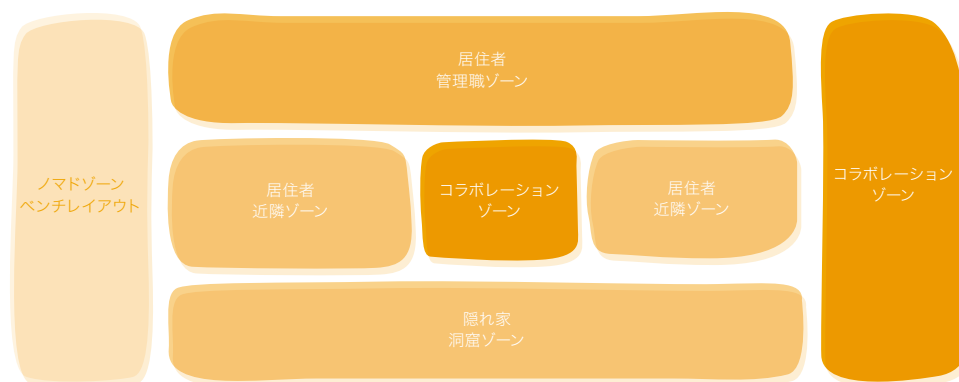 居住者
管理職ゾーン
ノマドゾーン
ベンチレイアウト
居住者
近隣ゾーン
コラボレーション
ゾーン
居住者
近隣ゾーン
コラボレーション
ゾーン
隠れ家
洞窟ゾーン